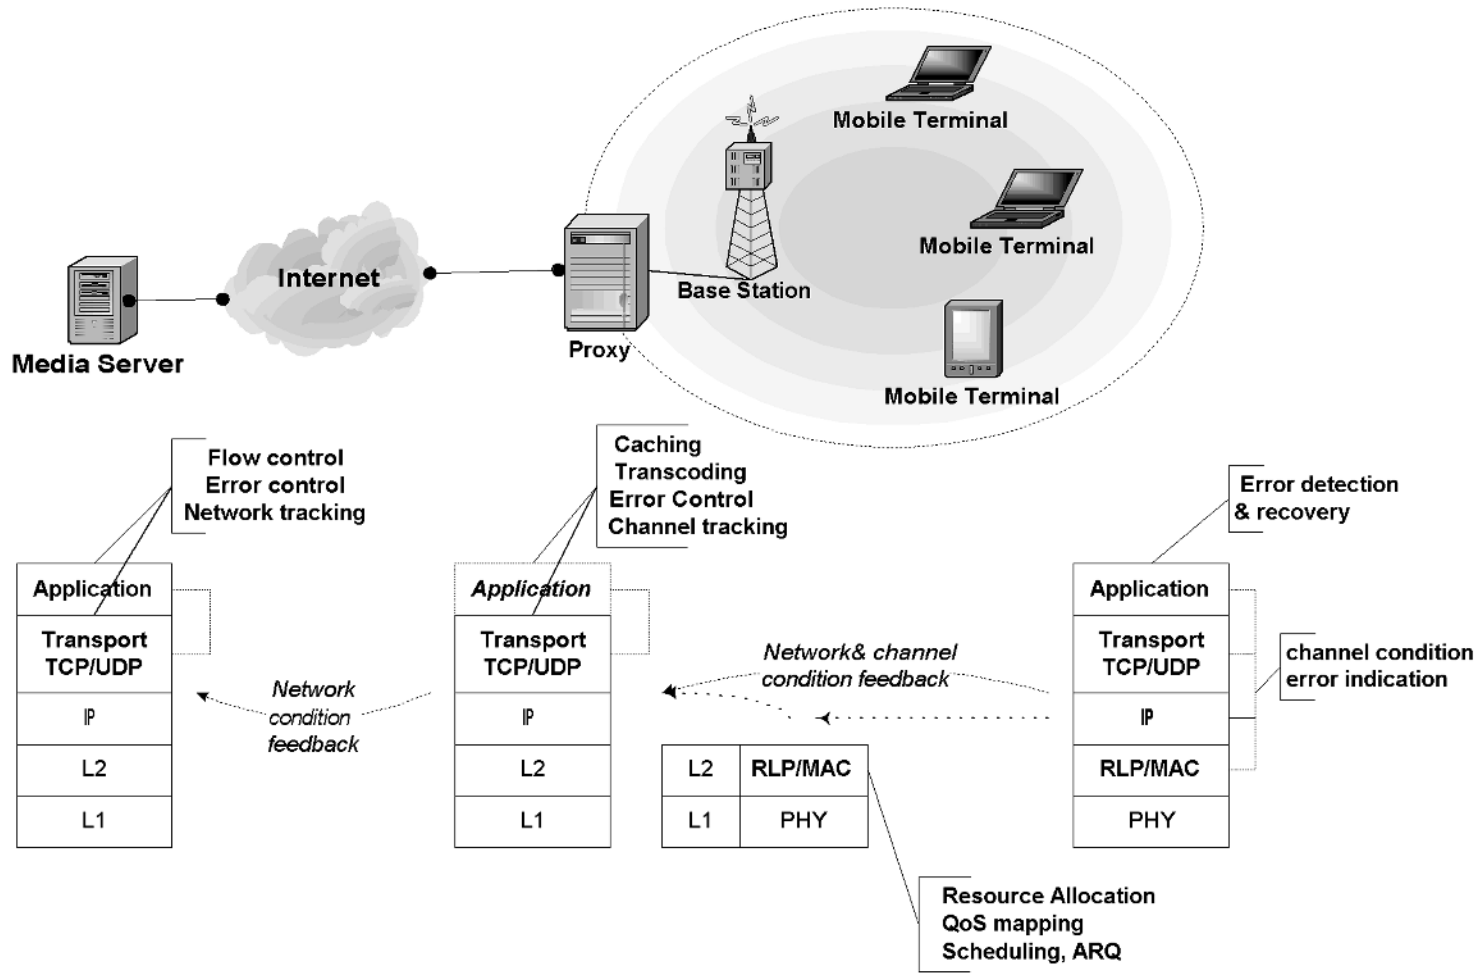 Mobile Terminal
Mobile Terminal
Internet
Base Station
Proxy
Media Server
Mobile Terminal
Flow control
Error control
Network tracking
Caching
Transcoding
Error Control
Channel tracking
Error detection
& recovery
Application
Transport
TCP/UDP
IP
L2
L1
Network
condition
feedback
Application
Transport
TCP/UDP
IP
L2
L1
Network& channel
condition feedback
L2 RLP/MAC
L1 PHY
Resource Allocation
QoS mapping
Scheduling, ARQ
Application
Transport
TCP/UDP
IP
RLP/MAC
PHY
channel condition
error indication